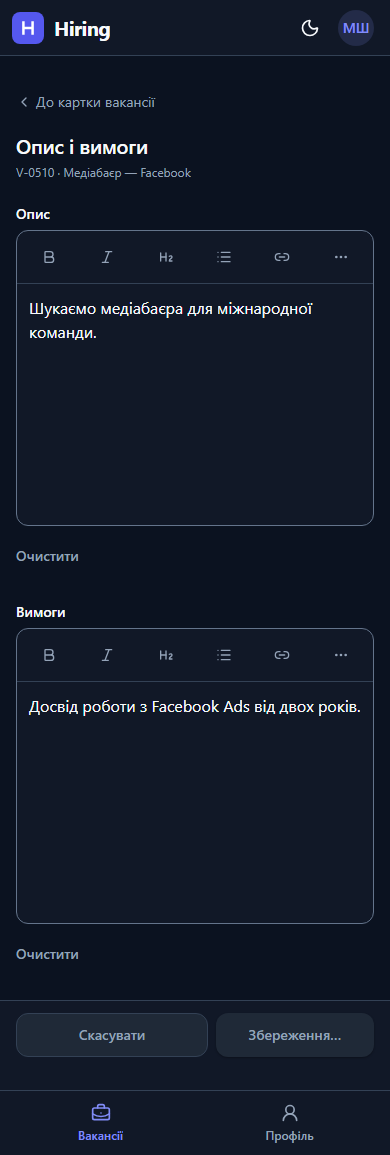 H Hiring МШ
До картки вакансії
Опис і вимоги
V-0510 · Медіабаєр — Facebook
Опис
B I H2
Шукаємо медіабаєра для міжнародної
команди.
Очистити
Вимоги
B I H2
Досвід роботи з Facebook Ads від двох років.
Очистити
Скасувати Збереження...
Вакансії Профіль